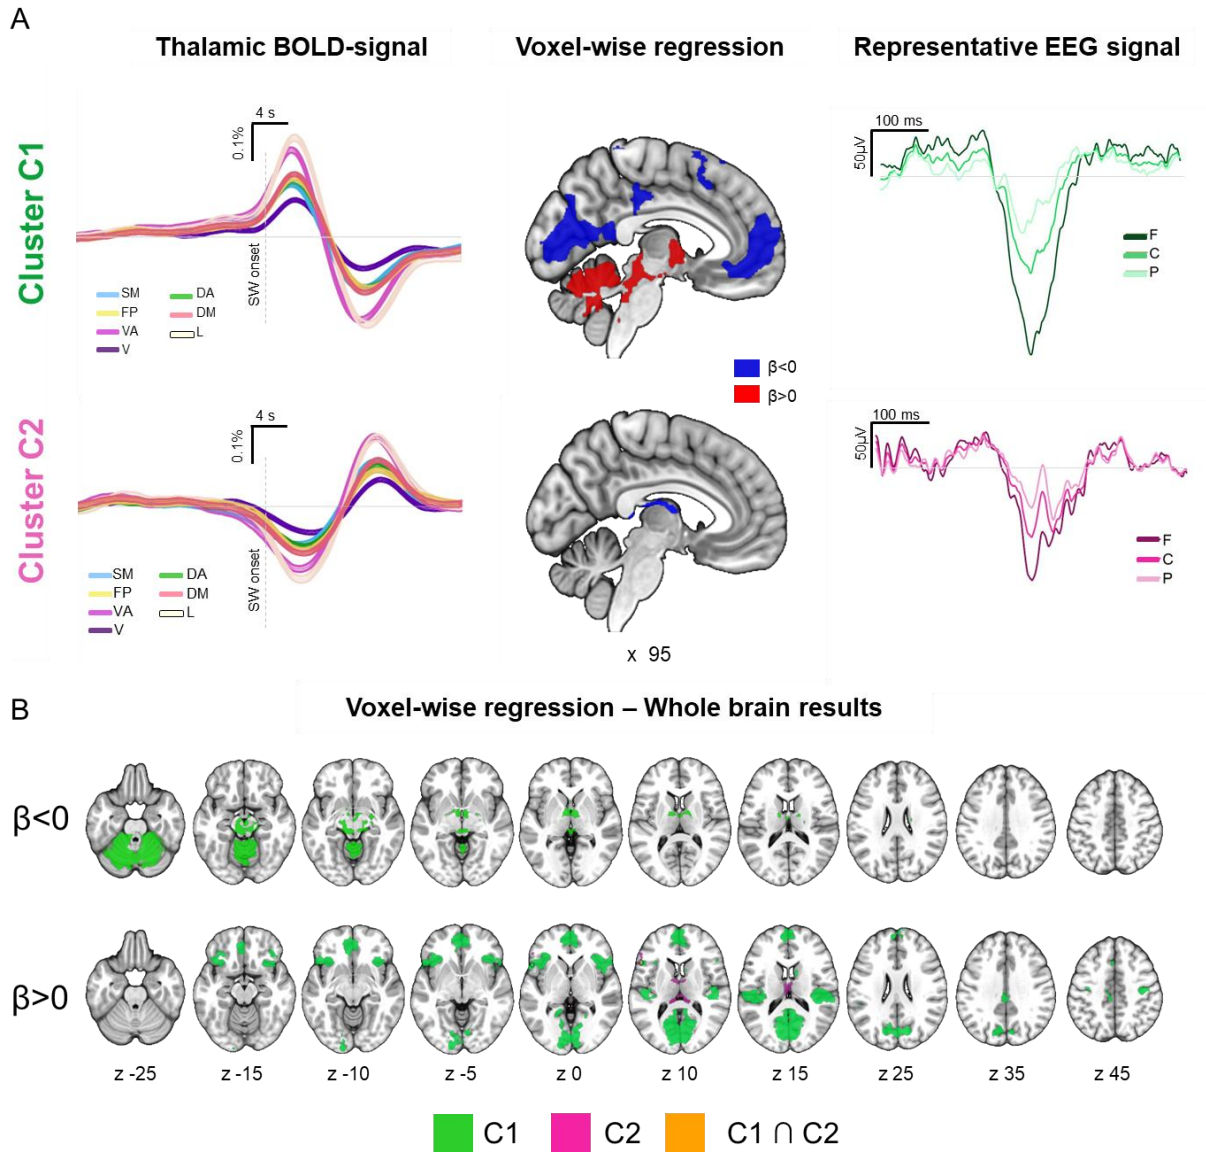 A
Thalamic BOLD-signal
Voxel-wise regression
Representative EEG signal
Cluster C1
4 s
0.1%
SW onset
SM
DA
FP
DM
VA
L
V
β<0
β>0
100 ms
50µV
F
C
P
Cluster C2
4 s
0.1%
SW onset
SM
DA
FP
DM
VA
L
V
x 95
100 ms
50µV
F
C
P
B
Voxel-wise regression – Whole brain results
β<0
β>0
z -25
z -15
z -10
z -5
z 0
z 10
z 15
z 25
z 35
z 45
C1
C2
C1 ∩ C2